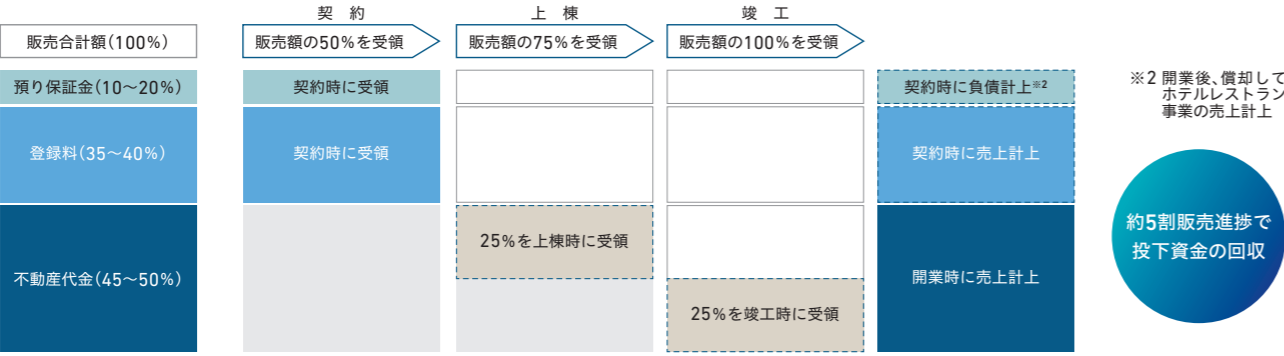 契 約
上 棟
竣 工
販売合計額(100%)
販売額の50%を受領
販売額の75%を受領
販売額の100%を受領
預り保証金(10〜20%)
契約時に受領
契約時に負債計上※2
※2 開業後、償却して
ホテルレストラン
事業の売上計上
登録料(35〜40%)
契約時に受領
契約時に売上計上
不動産代金(45〜50%)
25%を上棟時に受領
25%を竣工時に受領
開業時に売上計上
約5割販売進捗で
投下資金の回収